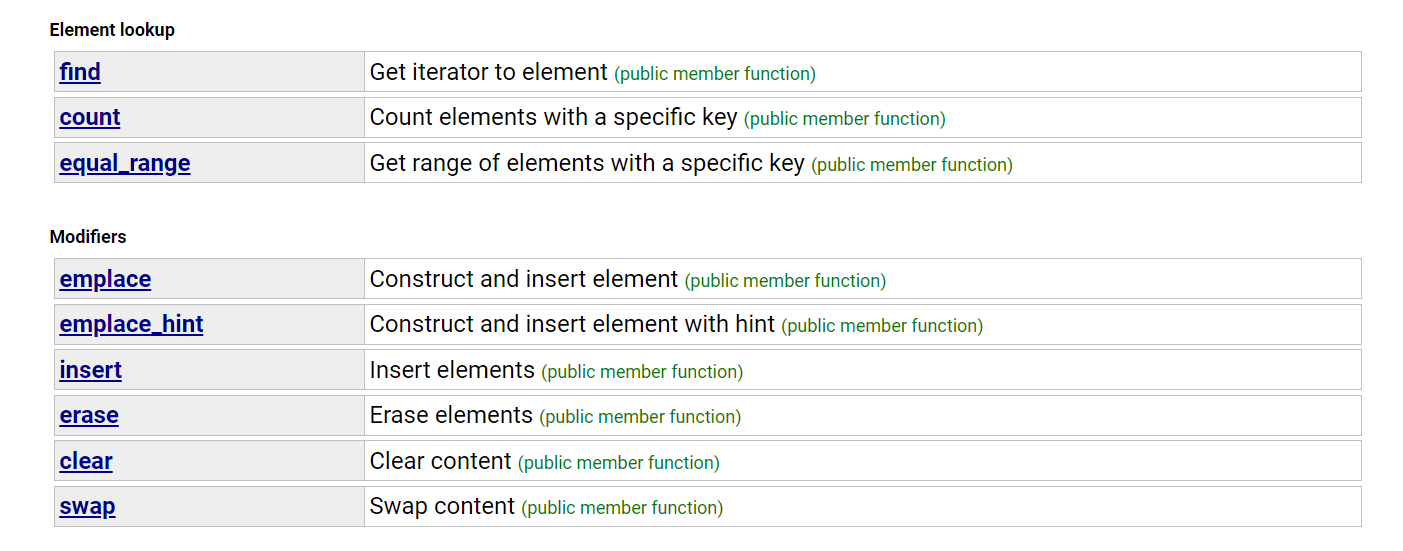 Element lookup
find Get iterator to element (public member function)
count Count elements with a specific key (public member function)
equal_range Get range of elements with a specific key (public member function)
Modifiers
emplace Construct and insert element (public member function)
emplace_hint Construct and insert element with hint (public member function)
insert Insert elements (public member function)
erase Erase elements (public member function)
clear Clear content (public member function)
swap Swap content (public member function)